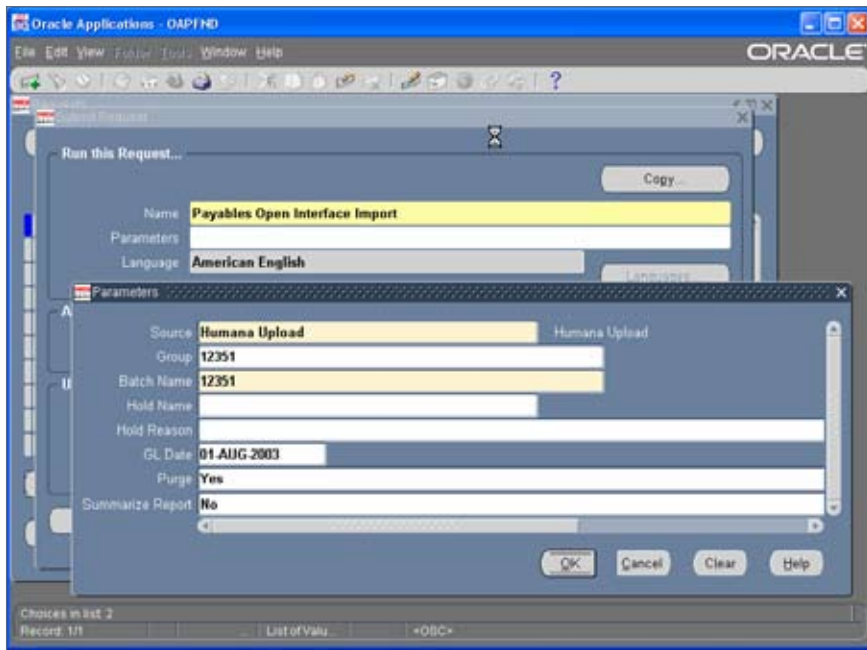 Oracle Applications - OAPFND
File Edit View Folder Tools Window Help
ORACLE
Submit Request
Run this Request...
Copy...
Name Payables Open Interface Import
Parameters
Language American English
Languages...
Parameters
Source Humana Upload Humana Upload
Group 12351
Batch Name 12351
Hold Name
Hold Reason
GL Date 01-AUG-2003
Purge Yes
Summarize Report No
OK Cancel Clear Help
Choices in list: 2
Record: 1/1 ... List of Valu... <OSC>